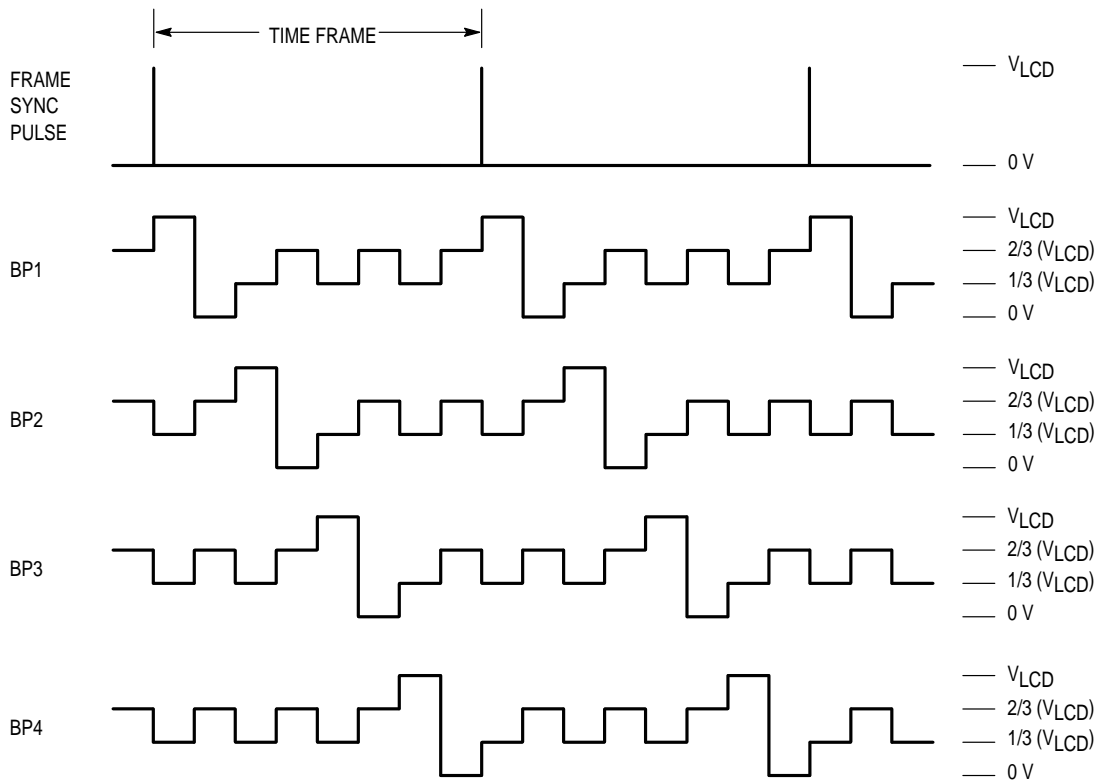 TIME FRAME
FRAME
SYNC
PULSE
VLCD
0 V
BP1
VLCD
2/3 (VLCD)
1/3 (VLCD)
0 V
BP2
VLCD
2/3 (VLCD)
1/3 (VLCD)
0 V
BP3
VLCD
2/3 (VLCD)
1/3 (VLCD)
0 V
BP4
VLCD
2/3 (VLCD)
1/3 (VLCD)
0 V